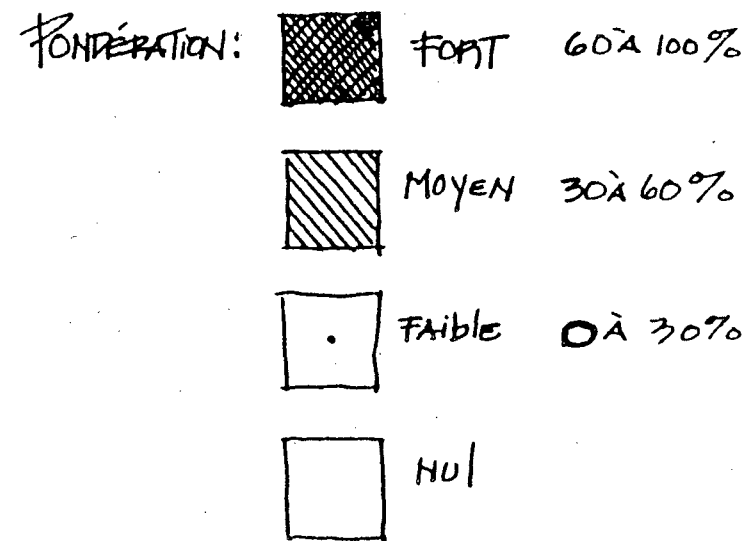 PONDÉRATION: FORT 60 À 100%
MOYEN 30 À 60%
FAible 0 À 30%
NUl